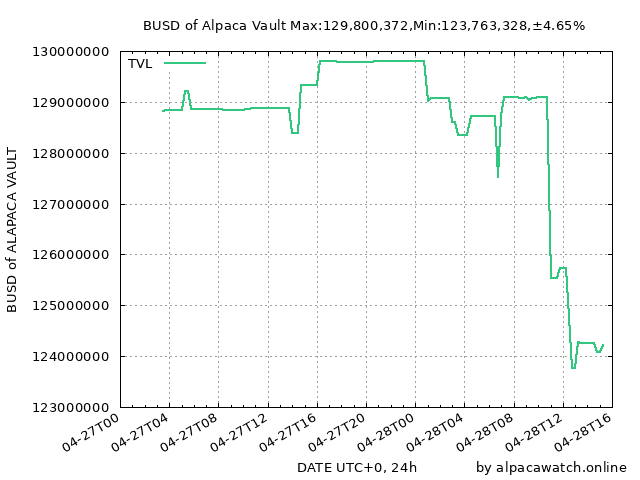 BUSD of Alpaca Vault Max:129,800,372,Min:123,763,328,±4.65%
TVL
130000000
129000000
128000000
127000000
126000000
125000000
124000000
123000000
BUSD of ALAPACA VAULT
04-27T00
04-27T04
04-27T08
04-27T12
04-27T16
04-27T20
04-28T00
04-28T04
04-28T08
04-28T12
04-28T16
DATE UTC+0, 24h
by alpacawatch.online